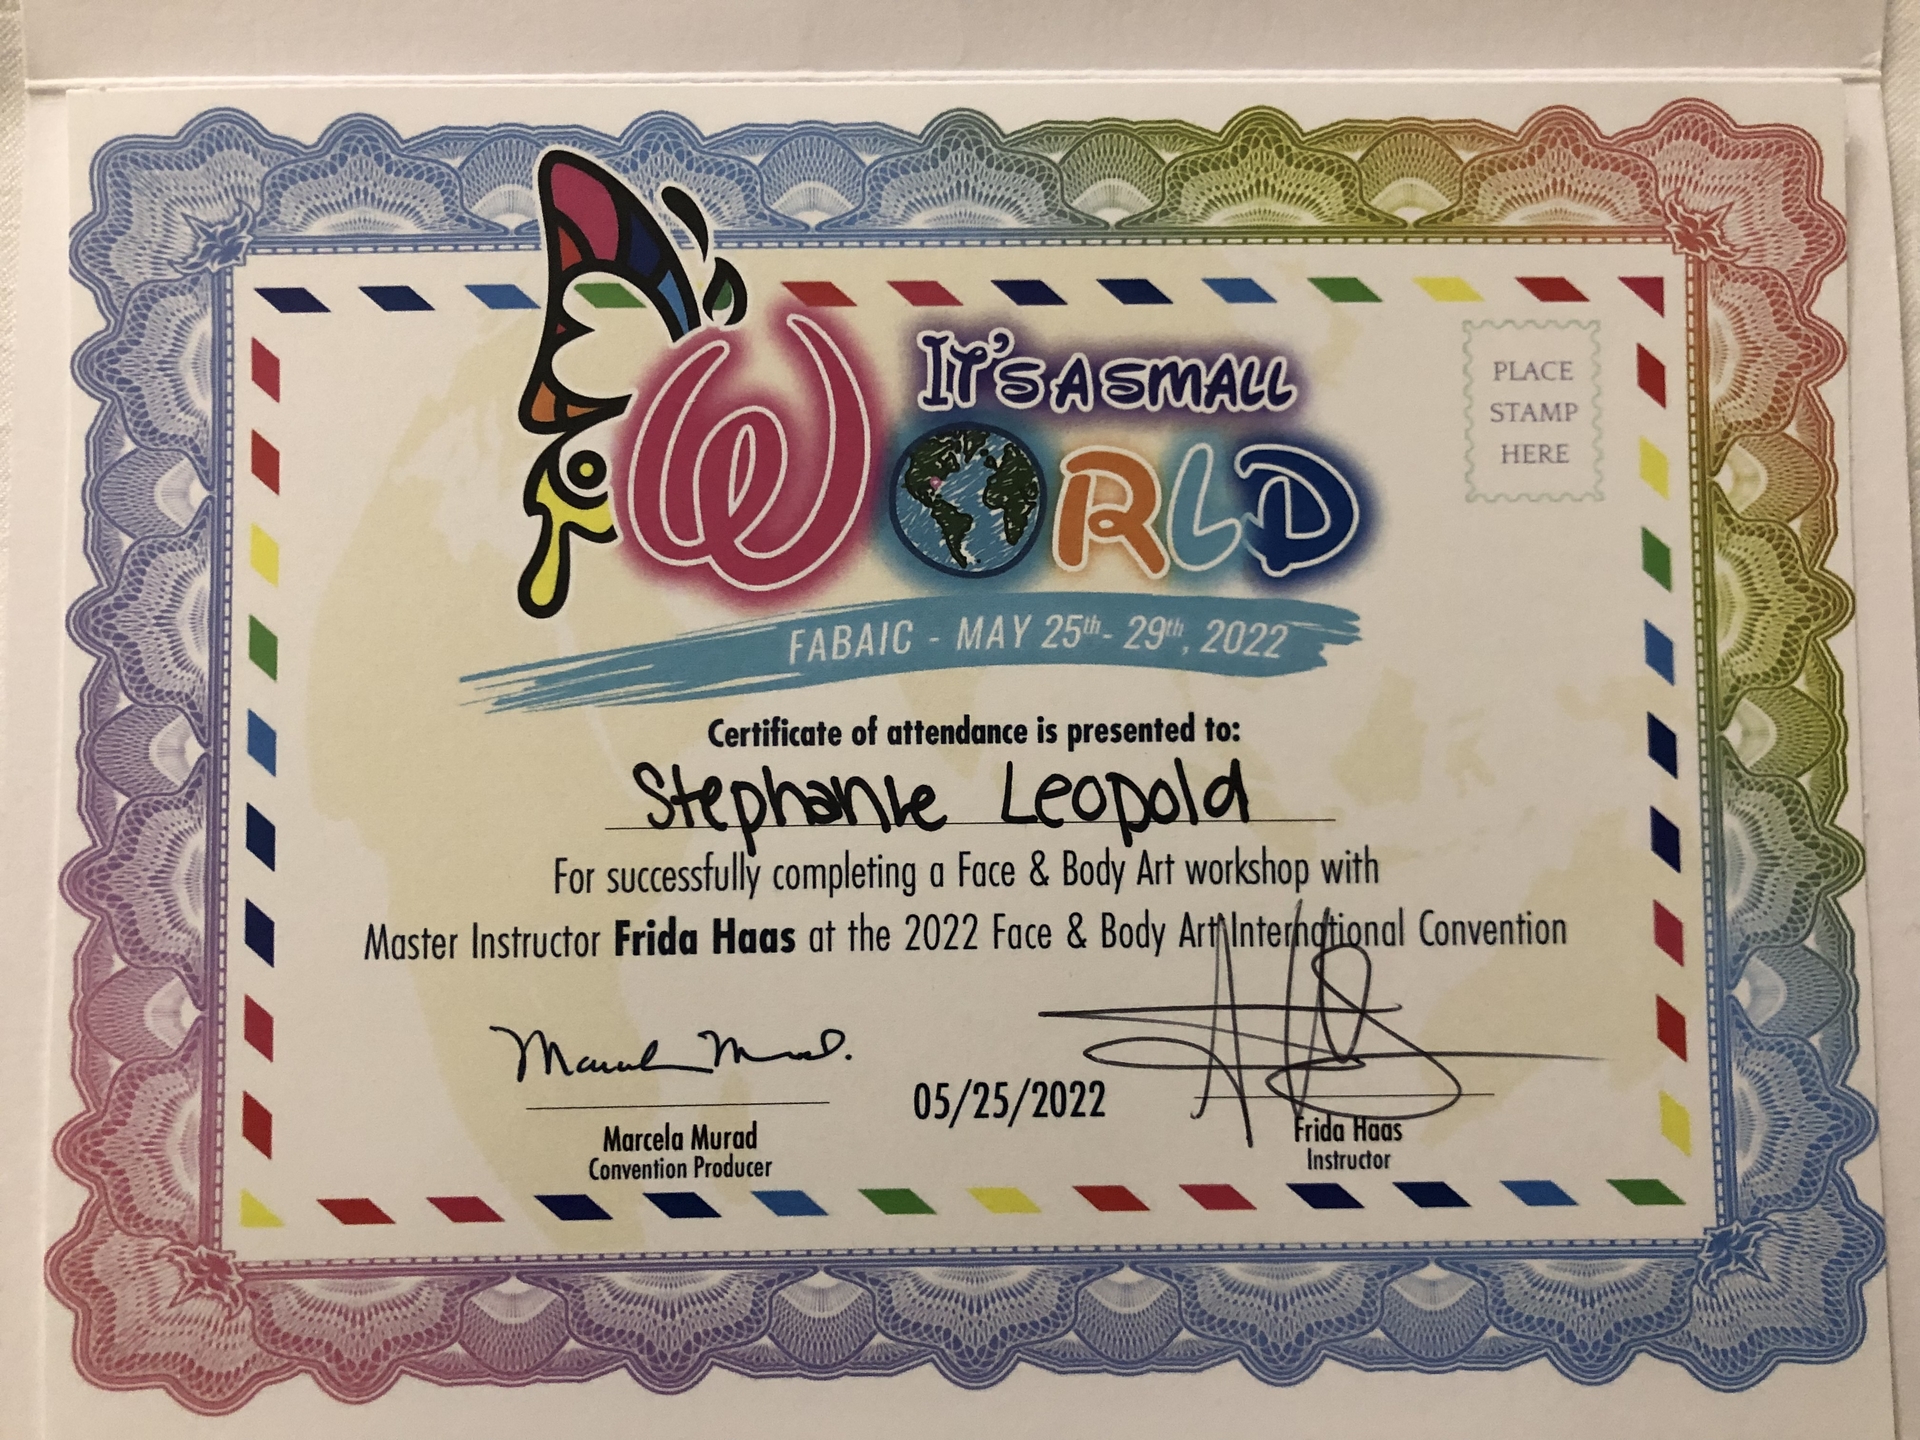 IT'S A SMALL
WORLD
PLACE
STAMP
HERE
FABAIC - MAY 25th- 29th, 2022
Certificate of attendance is presented to:
Stephanie Leopold
For successfully completing a Face & Body Art workshop with
Master Instructor Frida Haas at the 2022 Face & Body Art International Convention
05/25/2022
Marcela Murad
Convention Producer
Frida Haas
Instructor